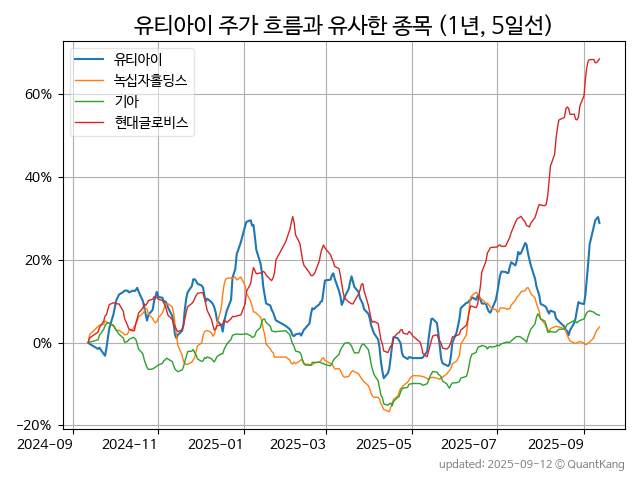 유티아이 주가 흐름과 유사한 종목 (1년, 5일선)
유티아이
녹십자홀딩스
기아
현대글로비스
60%
40%
20%
0%
−20%
2024-09 2024-11 2025-01 2025-03 2025-05 2025-07 2025-09
updated: 2025-09-12 © QuantKang